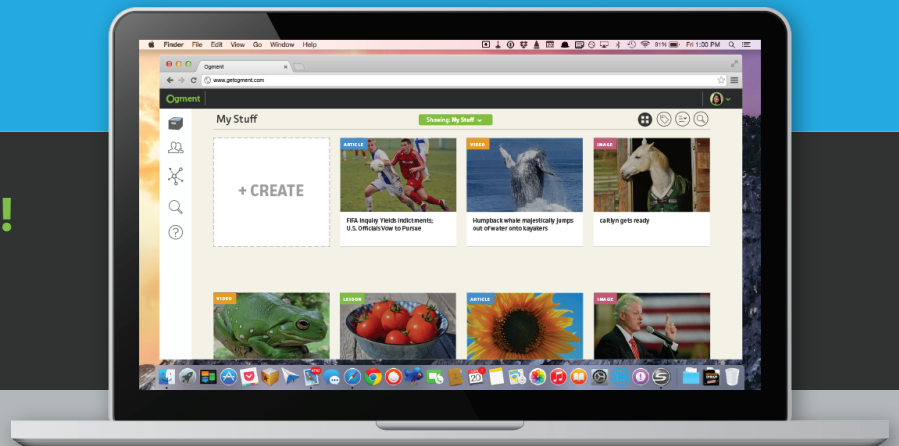 Finder File Edit View Go Window Help
91% Fri 1:00 PM
Ogment
www.getogment.com
Ogment
My Stuff
Showing: My Stuff
+ CREATE
ARTICLE
FIFA Inquiry Yields Indictments;
U.S. Officials Vow to Pursue
VIDEO
Humpback whale majestically jumps
out of water onto kayakers
IMAGE
caitlyn gets ready
!
VIDEO
LESSON
ARTICLE
IMAGE
20